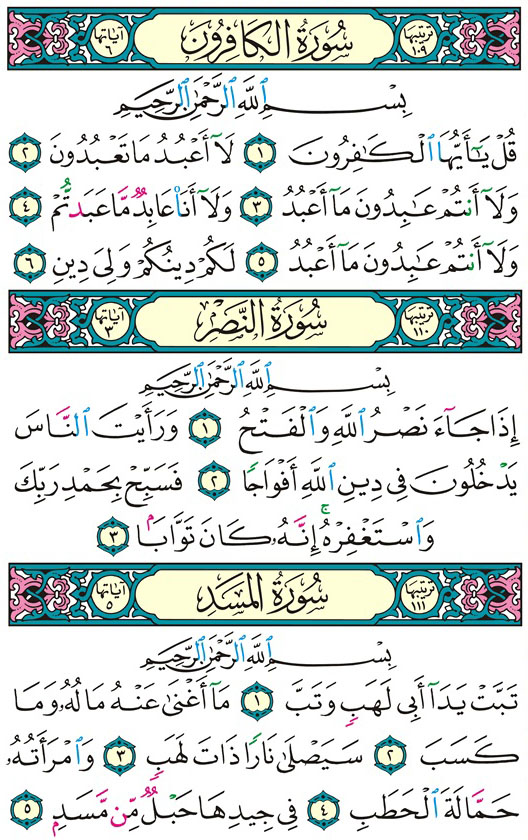 ترتيبها ١٠٩ سُورَةُ الكَافِرُونَ آياتها ٦
بِسْمِ ٱللَّهِ ٱلرَّحْمَٰنِ ٱلرَّحِيمِ
قُلْ يَٰٓأَيُّهَا ٱلْكَٰفِرُونَ ١ لَآ أَعْبُدُ مَا تَعْبُدُونَ ٢
وَلَآ أَنتُمْ عَٰبِدُونَ مَآ أَعْبُدُ ٣ وَلَآ أَنَا۠ عَابِدٌ مَّا عَبَدتُّمْ ٤
وَلَآ أَنتُمْ عَٰبِدُونَ مَآ أَعْبُدُ ٥ لَكُمْ دِينُكُمْ وَلِىَ دِينِ ٦
ترتيبها ١١٠ سُورَةُ النَّصْرِ آياتها ٣
بِسْمِ ٱللَّهِ ٱلرَّحْمَٰنِ ٱلرَّحِيمِ
إِذَا جَآءَ نَصْرُ ٱللَّهِ وَٱلْفَتْحُ ١ وَرَأَيْتَ ٱلنَّاسَ
يَدْخُلُونَ فِى دِينِ ٱللَّهِ أَفْوَاجًا ٢ فَسَبِّحْ بِحَمْدِ رَبِّكَ
وَٱسْتَغْفِرْهُ ۚ إِنَّهُۥ كَانَ تَوَّابَۢا ٣
ترتيبها ١١١ سُورَةُ المَسَدِ آياتها ٥
بِسْمِ ٱللَّهِ ٱلرَّحْمَٰنِ ٱلرَّحِيمِ
تَبَّتْ يَدَآ أَبِى لَهَبٍ وَتَبَّ ١ مَآ أَغْنَىٰ عَنْهُ مَالُهُۥ وَمَا
كَسَبَ ٢ سَيَصْلَىٰ نَارًا ذَاتَ لَهَبٍ ٣ وَٱمْرَأَتُهُۥ
حَمَّالَةَ ٱلْحَطَبِ ٤ فِى جِيدِهَا حَبْلٌ مِّن مَّسَدٍۭ ٥